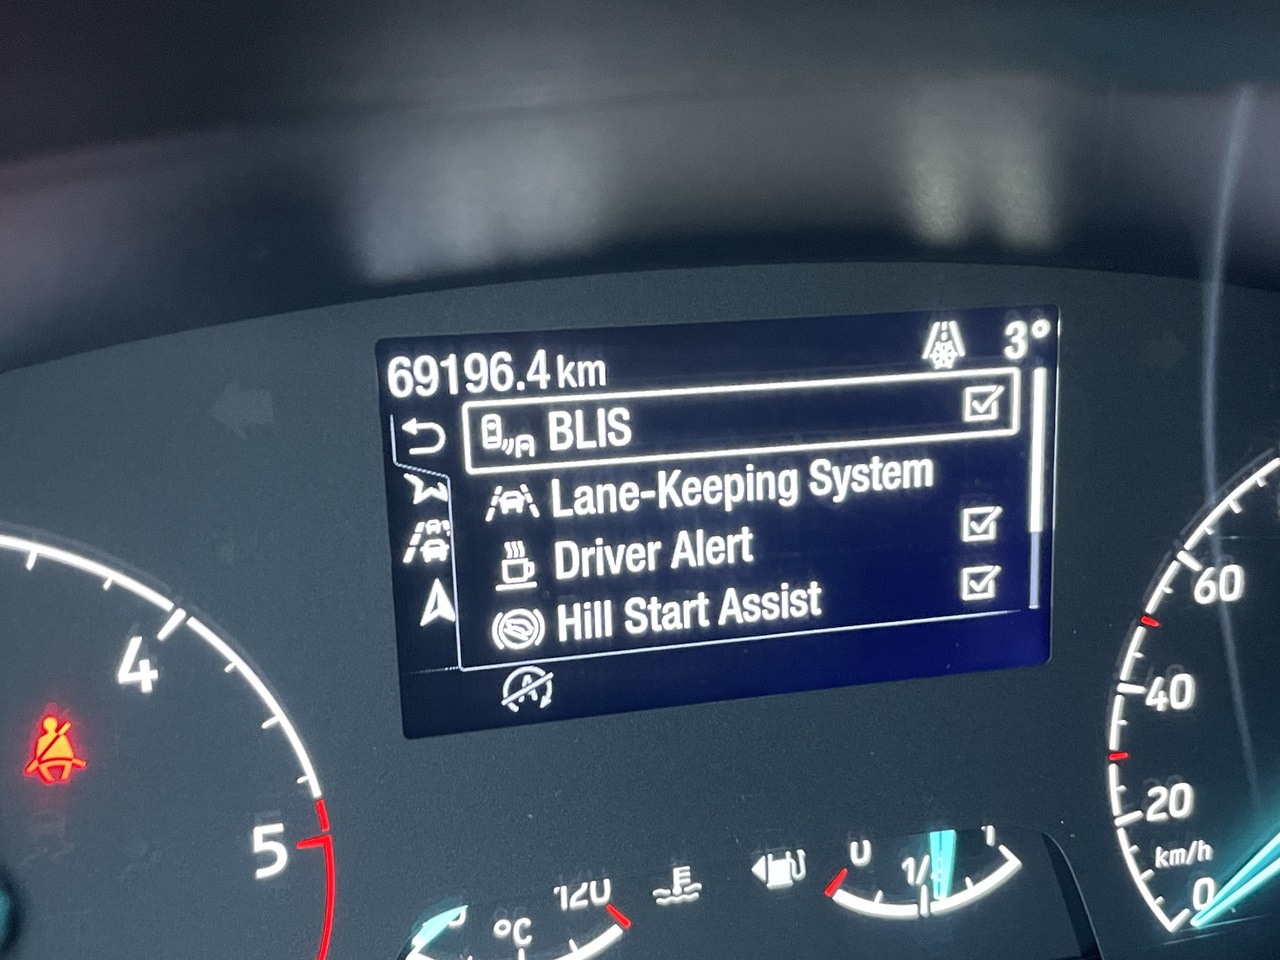 69196.4 km
3°
BLIS
Lane-Keeping System
Driver Alert
Hill Start Assist
4
5
120
°C
0
1/
1
60
40
20
km/h
0